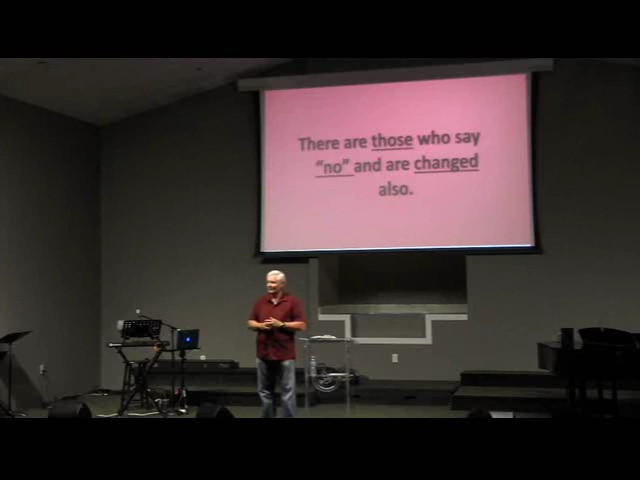 There are those who say
“no” and are changed
also.